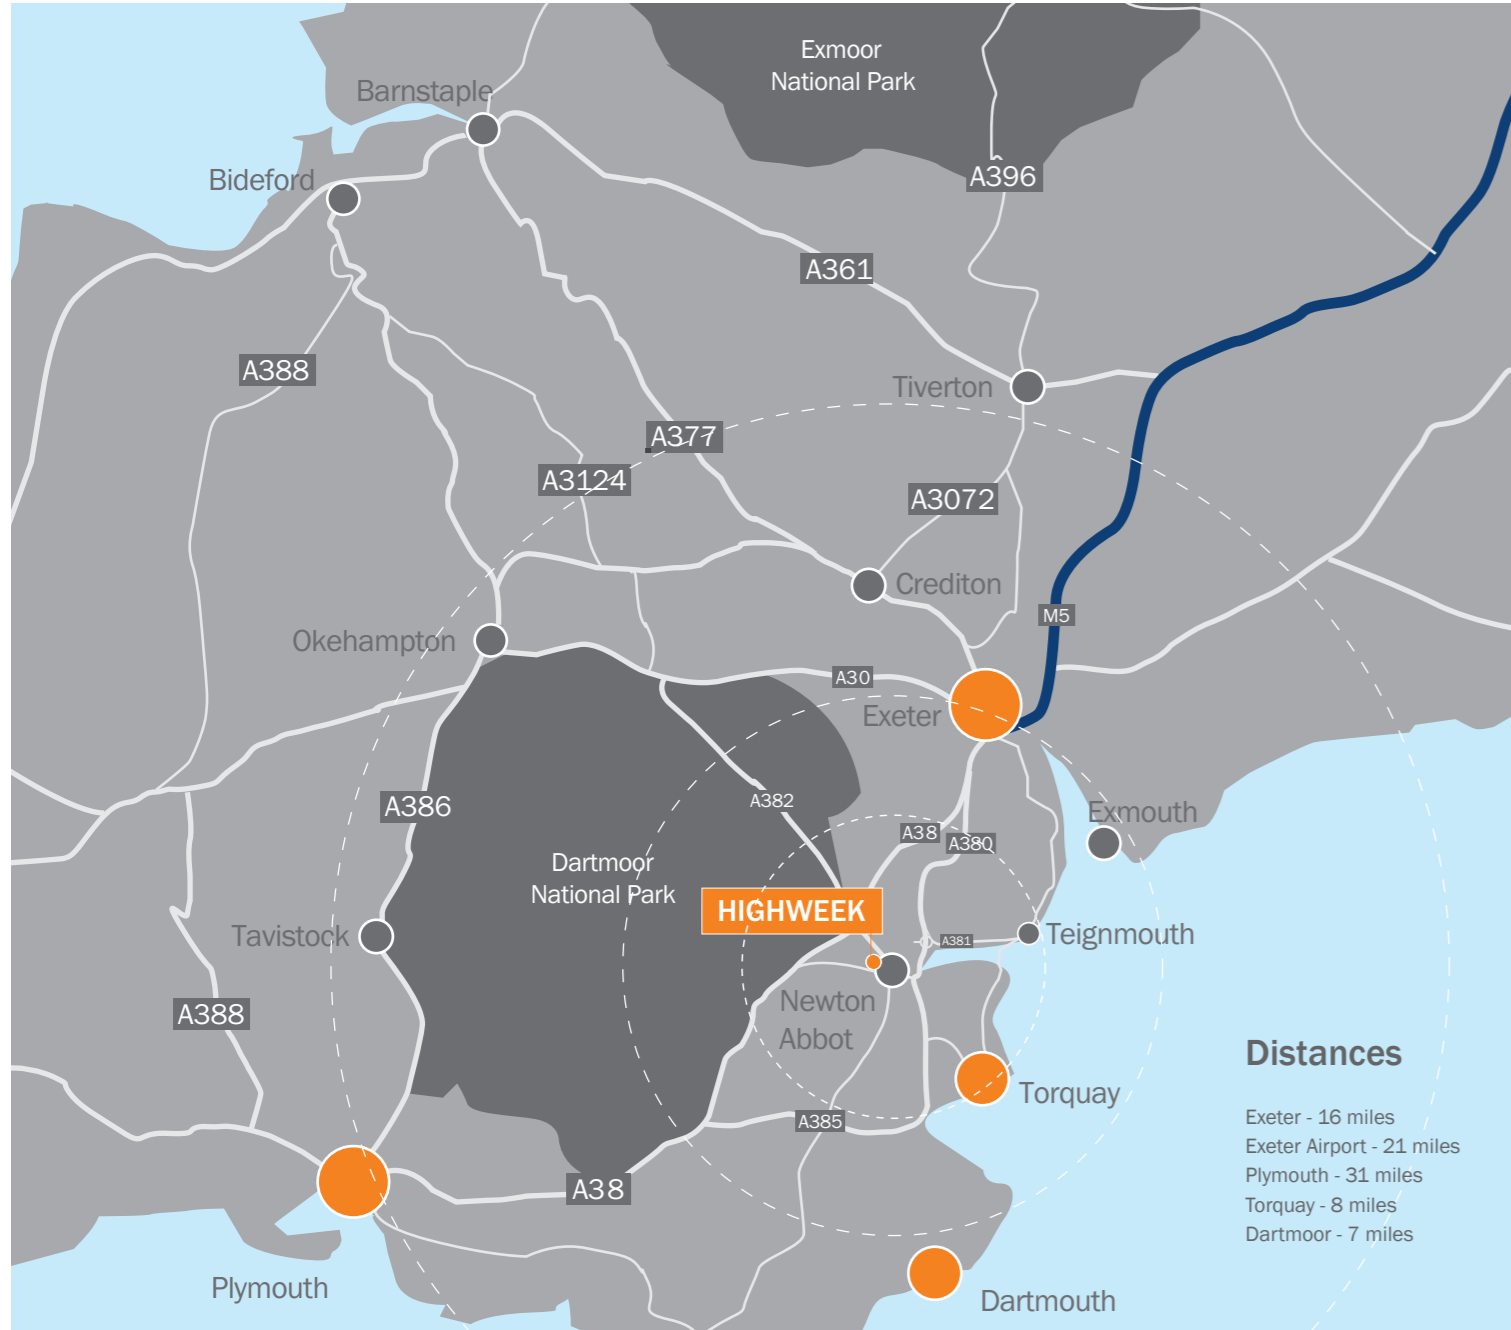 Exmoor
National Park
Barnstaple
A396
Bideford
A361
A388
Tiverton
A377
A3124
A3072
Crediton
M5
Okehampton
A30
Exeter
A382
A386
Exmouth
A38
A380
Dartmoor
National Park
HIGHWEEK
Tavistock
A381
Teignmouth
Newton
Abbot
A388
Distances
Torquay
A385
Exeter - 16 miles
Exeter Airport - 21 miles
Plymouth - 31 miles
Torquay - 8 miles
Dartmoor - 7 miles
A38
Plymouth
Dartmouth